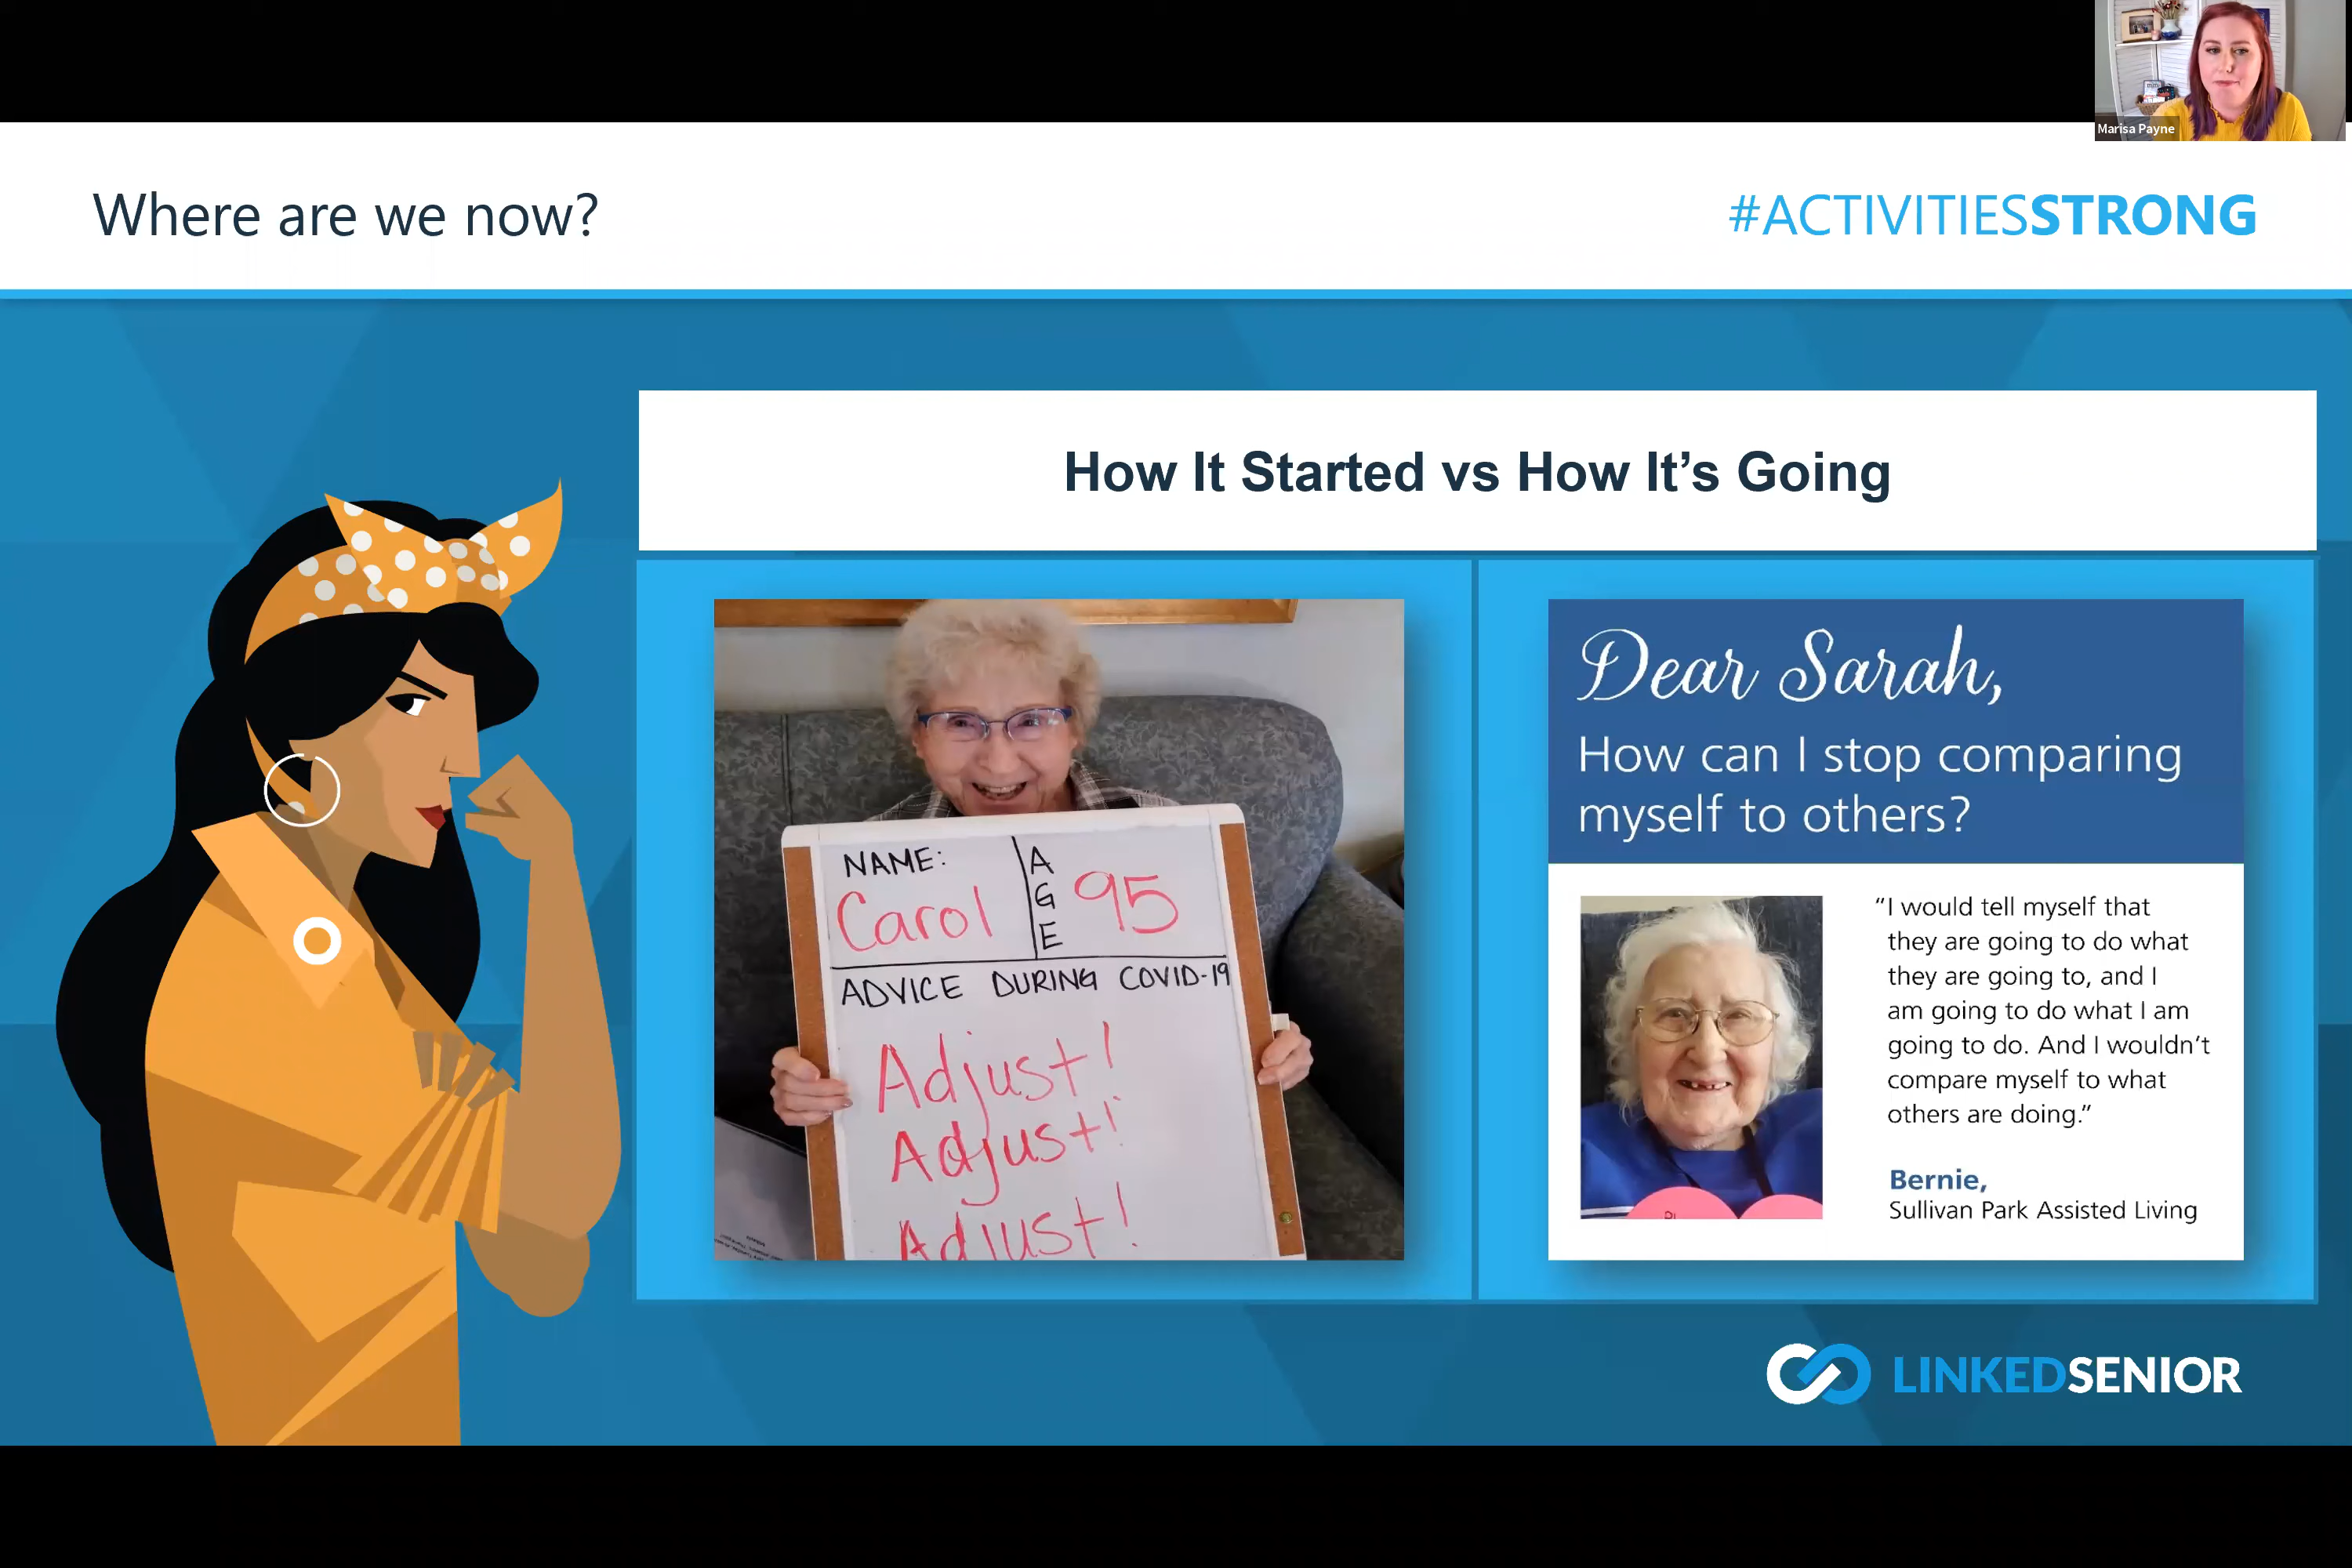 Marisa Payne
Where are we now?
#ACTIVITIESSTRONG
How It Started vs How It’s Going
NAME:
Carol
AGE
95
ADVICE DURING COVID-19
Adjust!
Adjust!
Adjust!
Dear Sarah,
How can I stop comparing
myself to others?
“I would tell myself that
they are going to do what
they are going to, and I
am going to do what I am
going to do. And I wouldn’t
compare myself to what
others are doing.”
Bernie,
Sullivan Park Assisted Living
LINKEDSENIOR